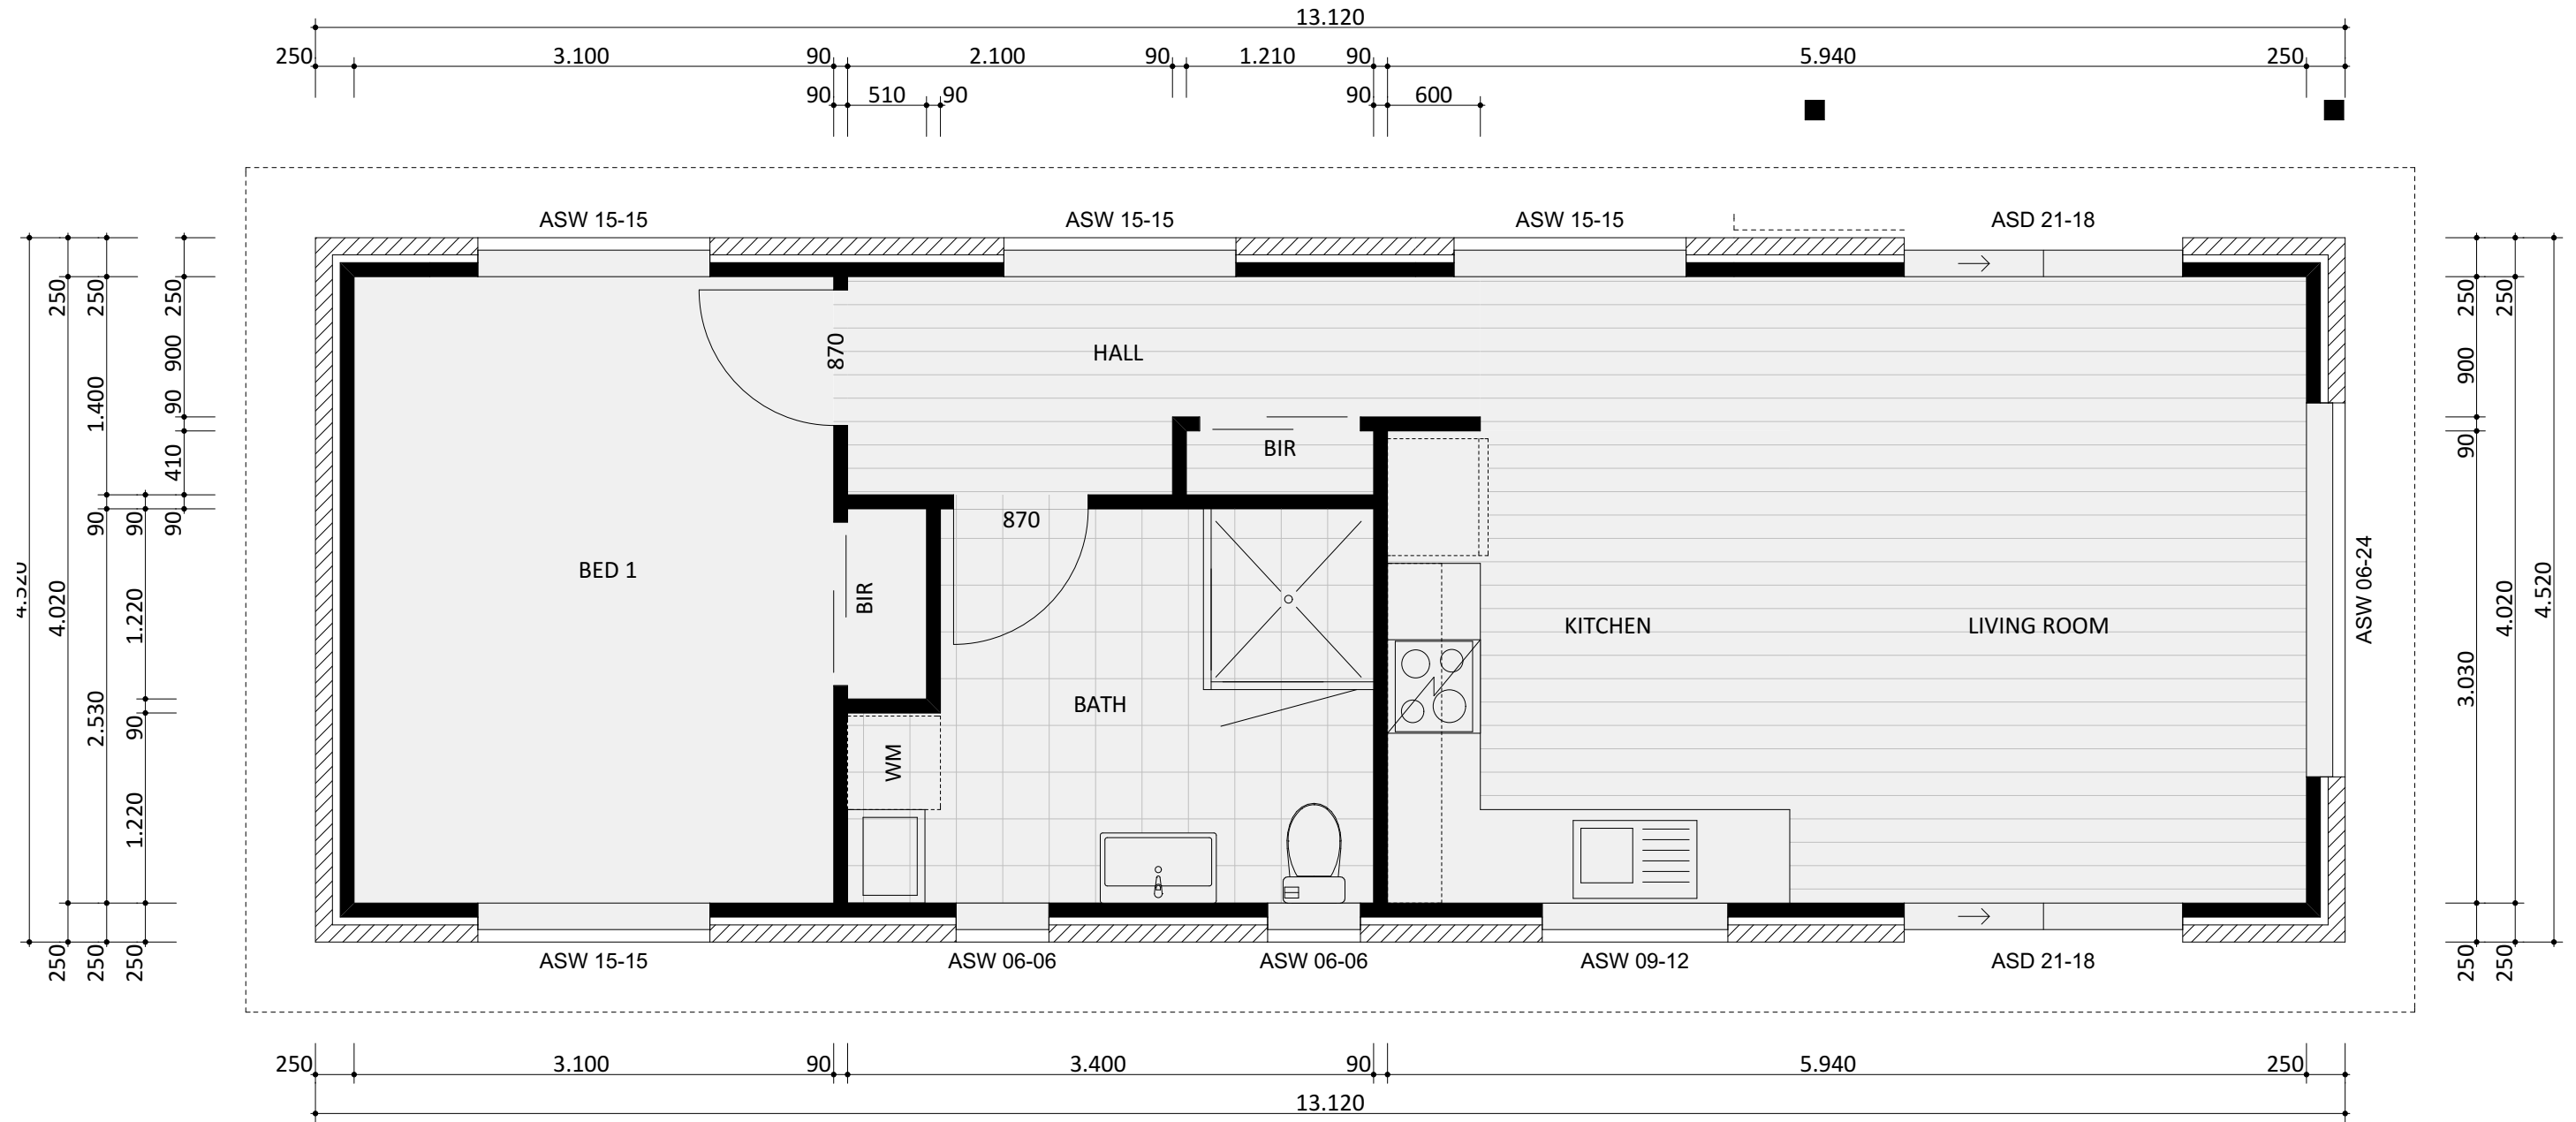 13.120
250 3.100 90 2.100 90 1.210 90 5.940 250
90 510 90 90 600
ASW 15-15 ASW 15-15 ASW 15-15 ASD 21-18
4.520
250 4.020 250
250 1.400 90 2.530 250
90 1.220 90 1.220 250
250 900 90 410 90
870
HALL
BIR
870
BED 1
BIR
KITCHEN
LIVING ROOM
BATH
WM
ASW 06-24
250 900 90 3.030 250
250 4.020 250
4.520
ASW 15-15 ASW 06-06 ASW 06-06 ASW 09-12 ASD 21-18
250 3.100 90 3.400 90 5.940 250
13.120